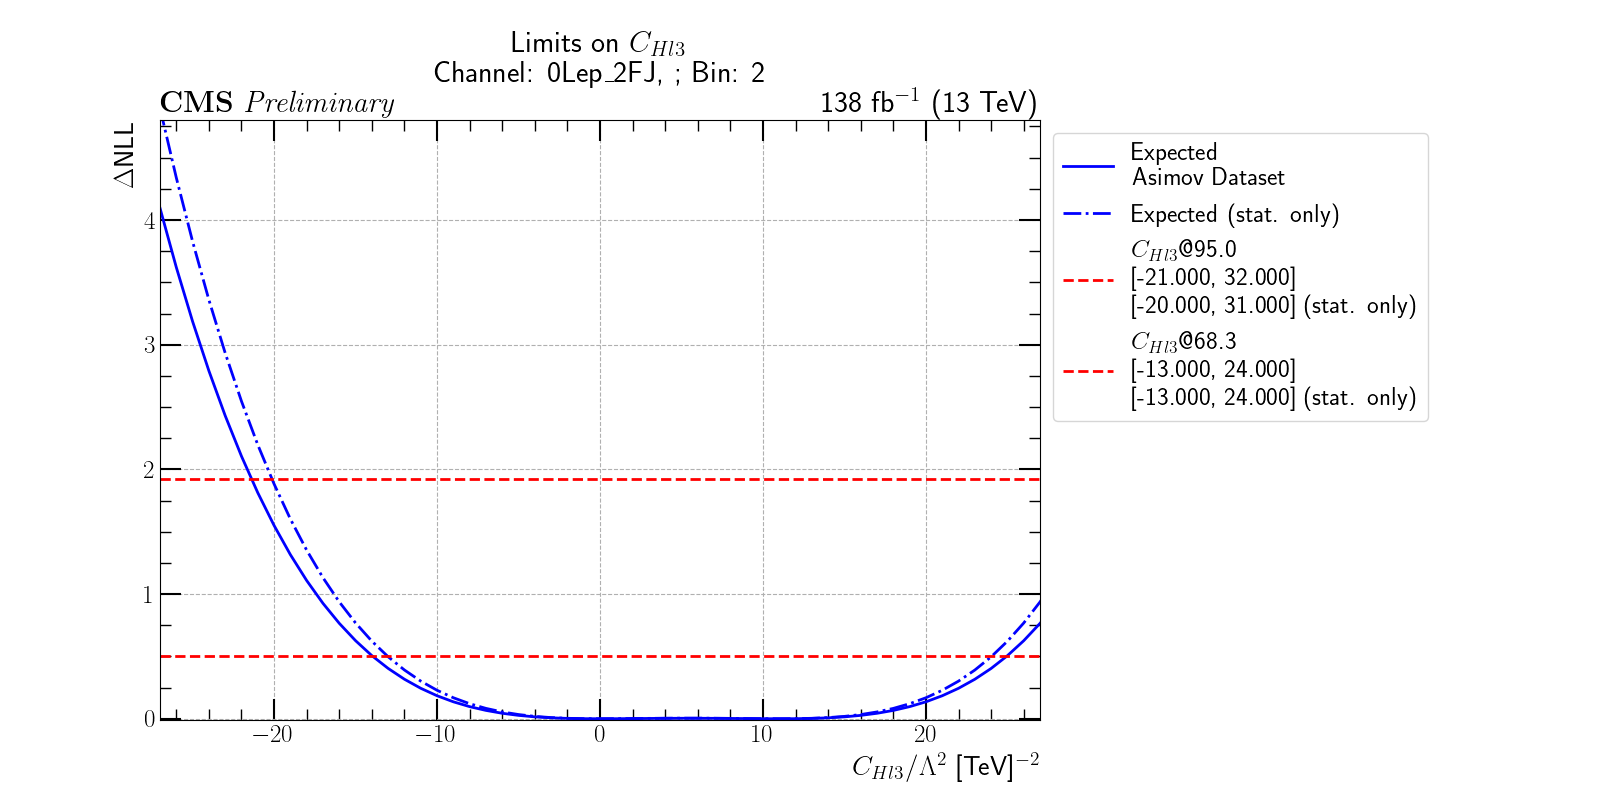 Limits on C_{Hl3}
Channel: 0Lep_2FJ, ; Bin: 2
CMS Preliminary
138 fb^{-1} (13 TeV)
ΔNLL
4
3
2
1
0
−20
−10
0
10
20
C_{Hl3}/Λ^2 [TeV]^{-2}
Expected
Asimov Dataset
Expected (stat. only)
C_{Hl3}@95.0
[-21.000, 32.000]
[-20.000, 31.000] (stat. only)
C_{Hl3}@68.3
[-13.000, 24.000]
[-13.000, 24.000] (stat. only)